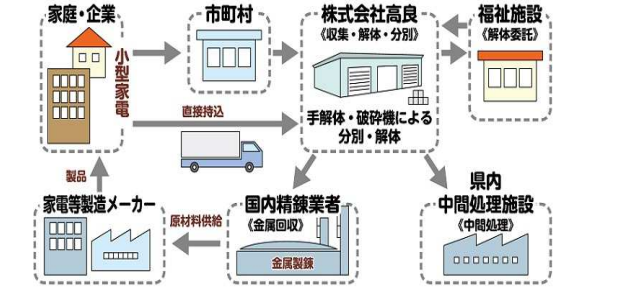 家庭・企業
小型家電
市町村
株式会社高良
《収集・解体・分別》
福祉施設
《解体委託》
直接持込
手解体・破砕機による
分別・解体
製品
家電等製造メーカー
原材料供給
国内精錬業者
《金属回収》
金属製錬
県内
中間処理施設
《中間処理》